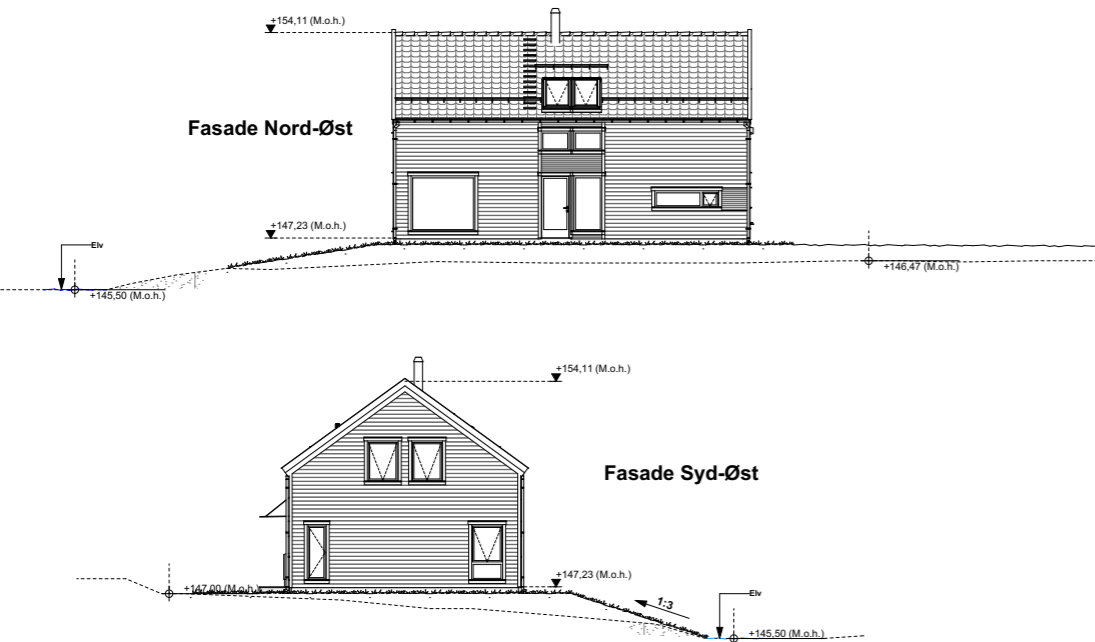 +154,11 (M.o.h.)
Fasade Nord-Øst
+147,23 (M.o.h.)
Elv
+145,50 (M.o.h.)
+146,47 (M.o.h.)
+154,11 (M.o.h.)
Fasade Syd-Øst
+147,23 (M.o.h.)
+147,00 (M.o.h.)
1:3
Elv
+145,50 (M.o.h.)